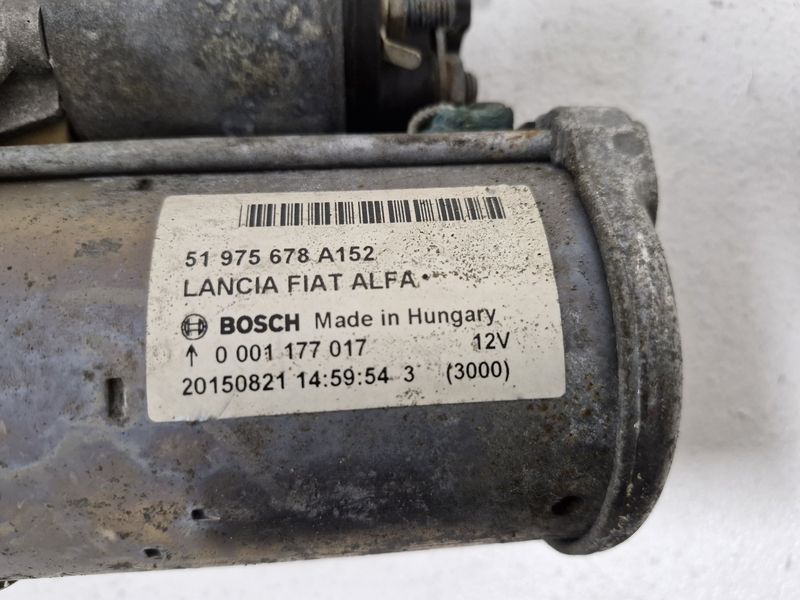 51 975 678 A152
LANCIA FIAT ALFA
BOSCH Made in Hungary
↑ 0 001 177 017 12V
20150821 14:59:54 3 (3000)